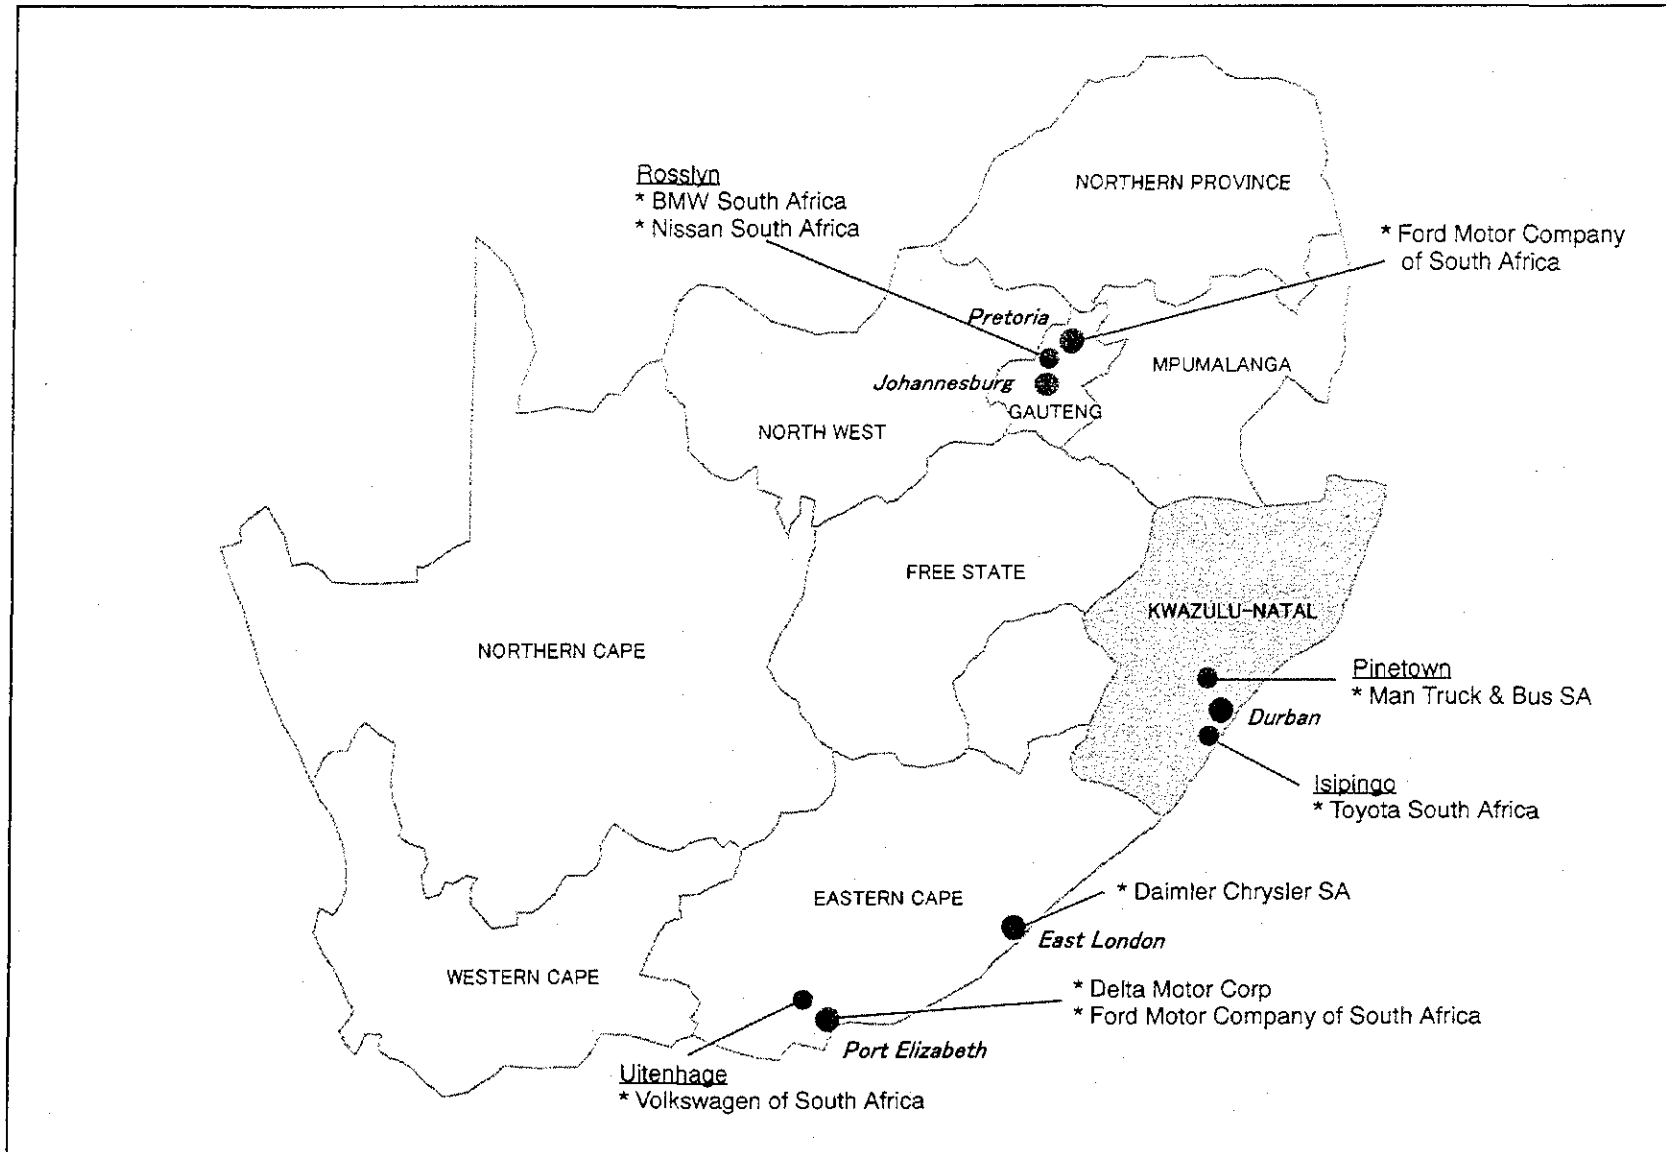 Rosslyn
* BMW South Africa
* Nissan South Africa
NORTHERN PROVINCE
* Ford Motor Company
of South Africa
Pretoria
MPUMALANGA
Johannesburg
GAUTENG
NORTH WEST
FREE STATE
KWAZULU-NATAL
NORTHERN CAPE
Pinetown
* Man Truck & Bus SA
Durban
Isipingo
* Toyota South Africa
EASTERN CAPE
* Daimler Chrysler SA
East London
WESTERN CAPE
* Delta Motor Corp
* Ford Motor Company of South Africa
Port Elizabeth
Uitenhage
* Volkswagen of South Africa